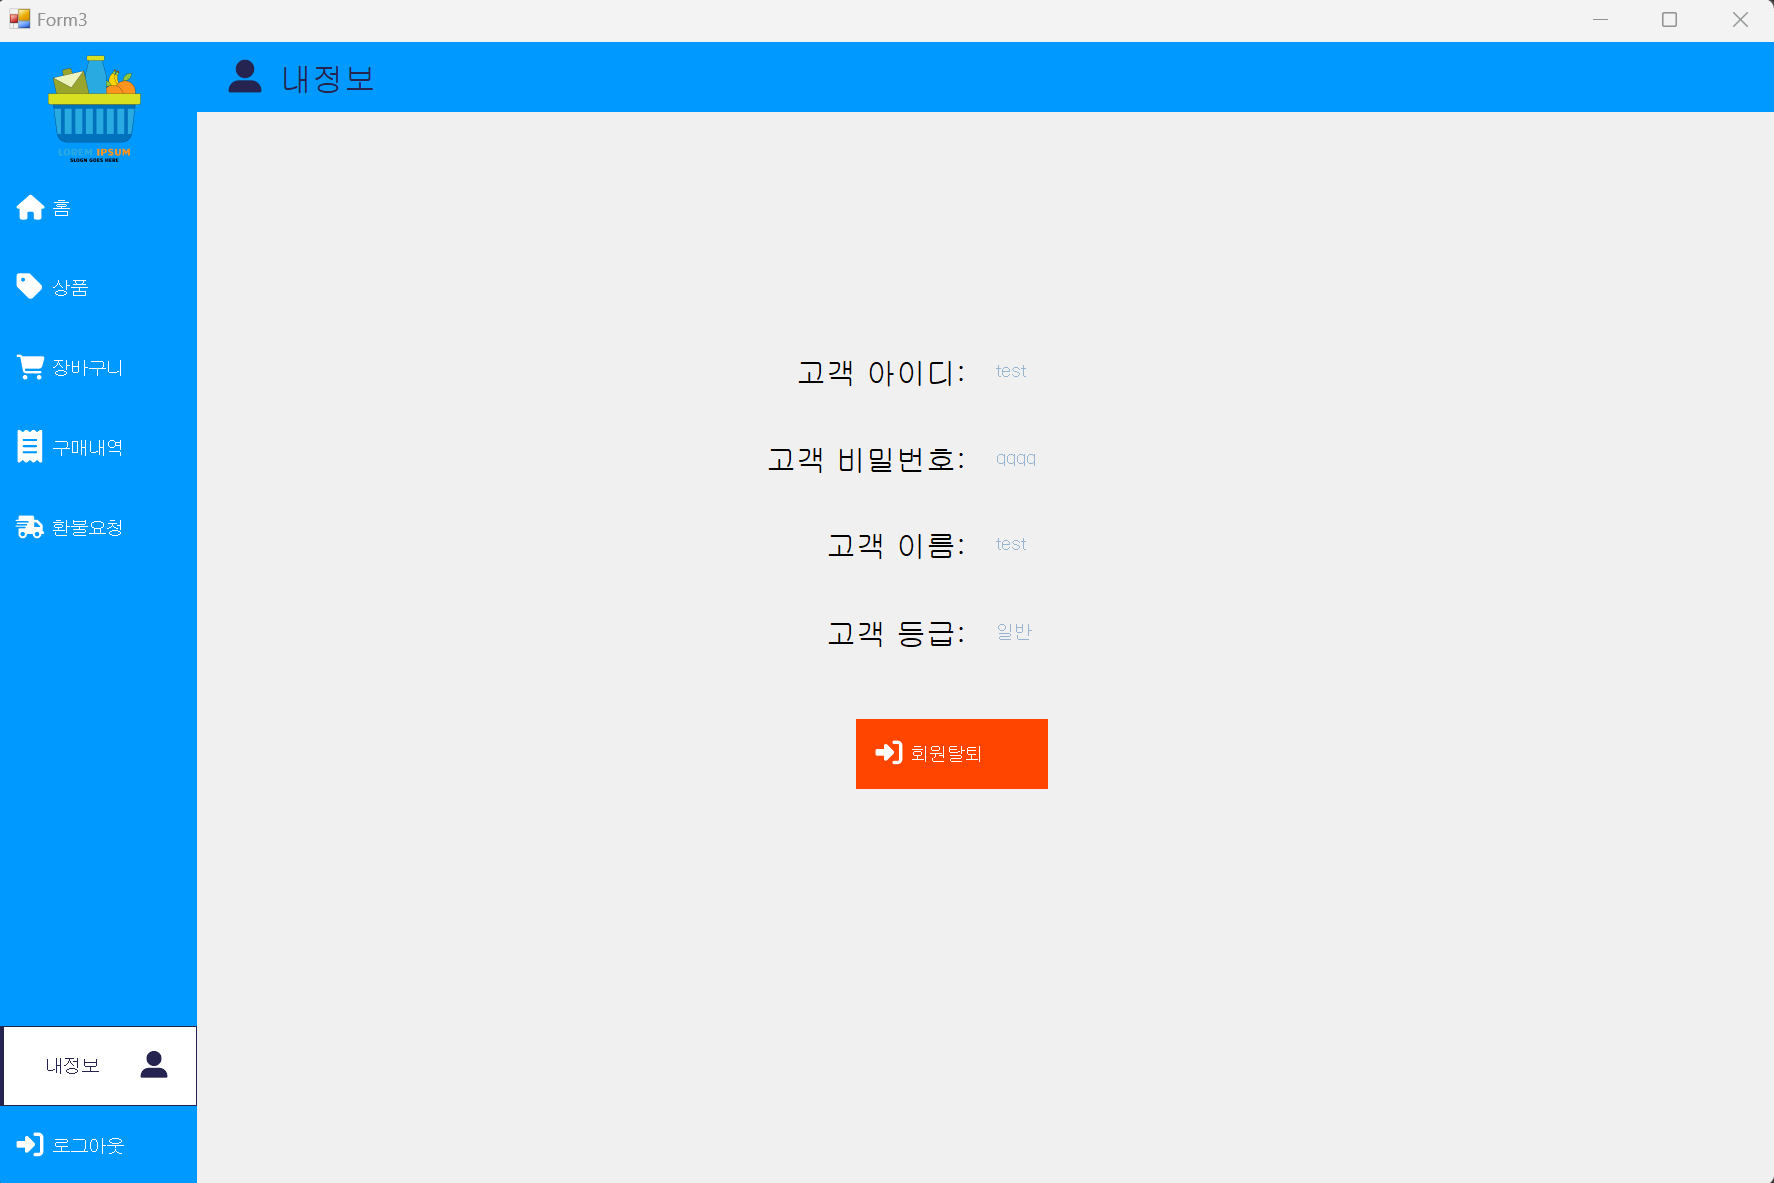 Form3
내정보
LOREM IPSUM
SLOGN GOES HERE
홈
상품
장바구니
구매내역
환불요청
고객 아이디: test
고객 비밀번호: qqqq
고객 이름: test
고객 등급: 일반
회원탈퇴
내정보
로그아웃